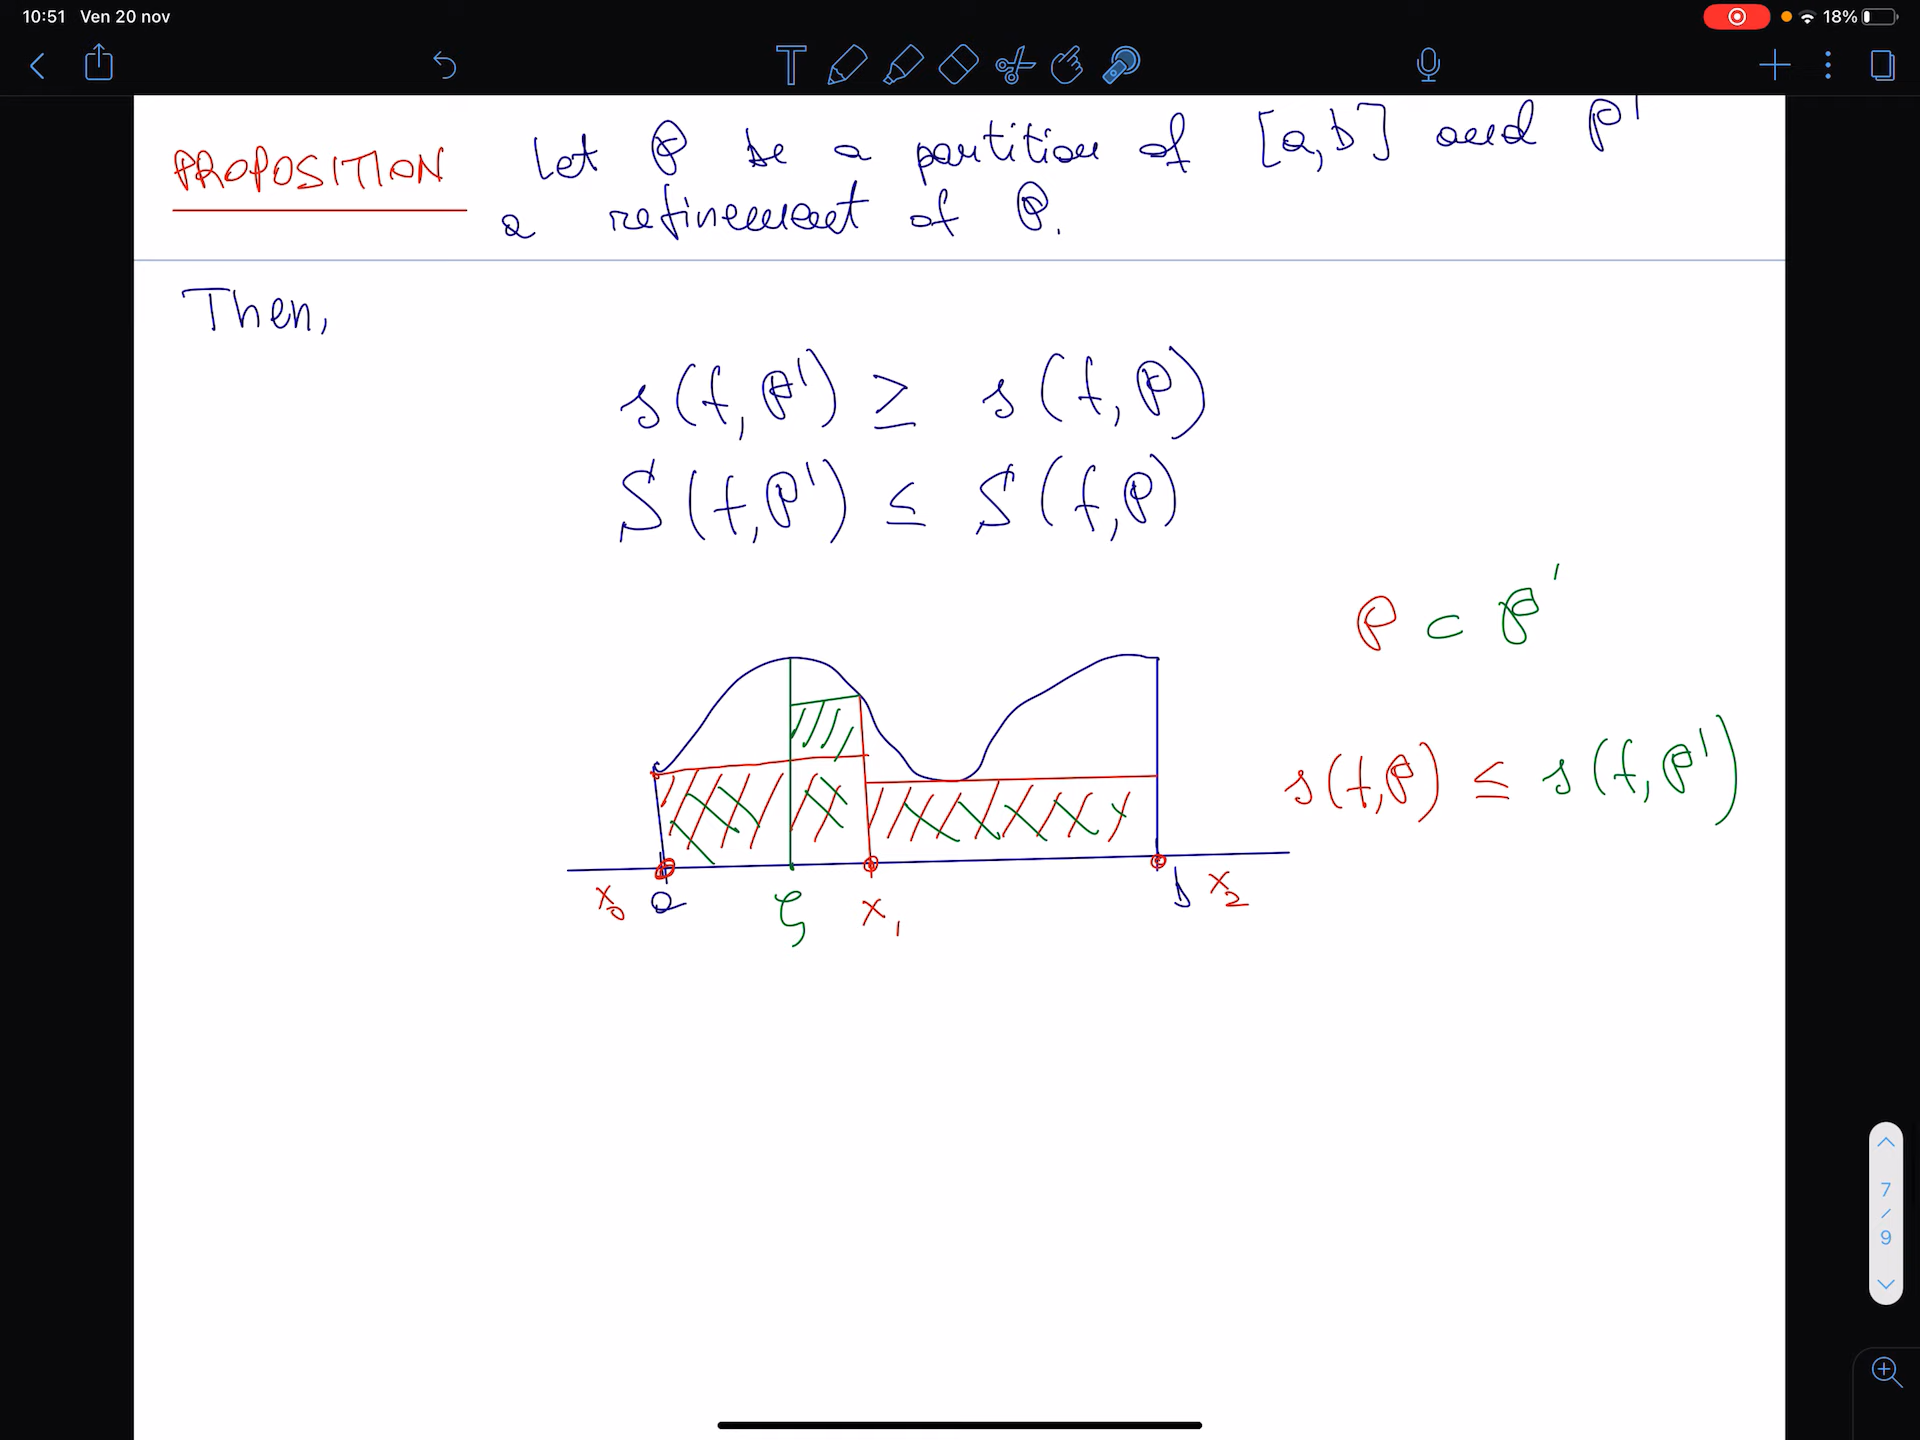 10:51 Ven 20 nov
18%
PROPOSITION Let P be a partition of [a,b] and P'
a refinement of P.
Then,
s(f,P') ≥ s(f,P)
S(f,P') ≤ S(f,P)
P ⊂ P'
s(f,P) ≤ s(f,P')
x₀ a ζ x₁ b x₂
7
/
9